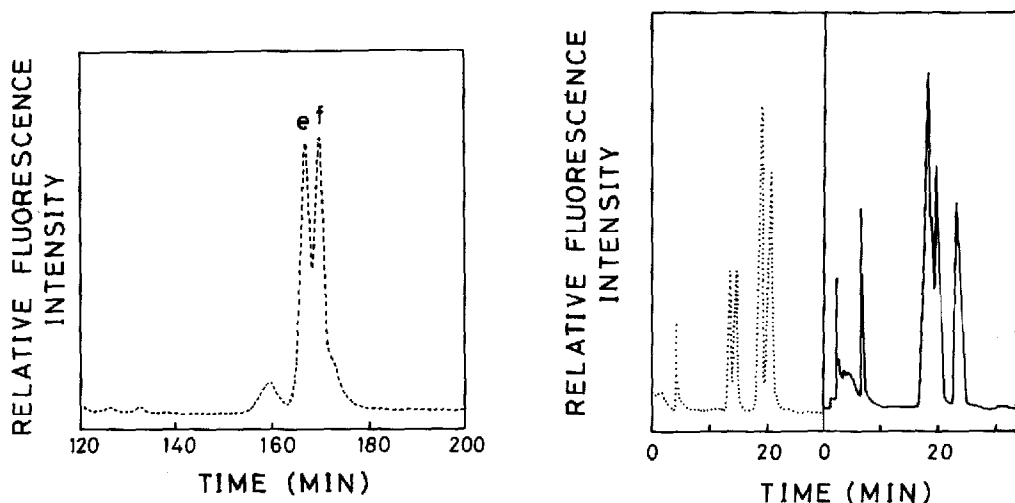 RELATIVE FLUORESCENCE
INTENSITY
e f
120 140 160 180 200
TIME (MIN)
RELATIVE FLUORESCENCE
INTENSITY
0 20 0 20
TIME (MIN)